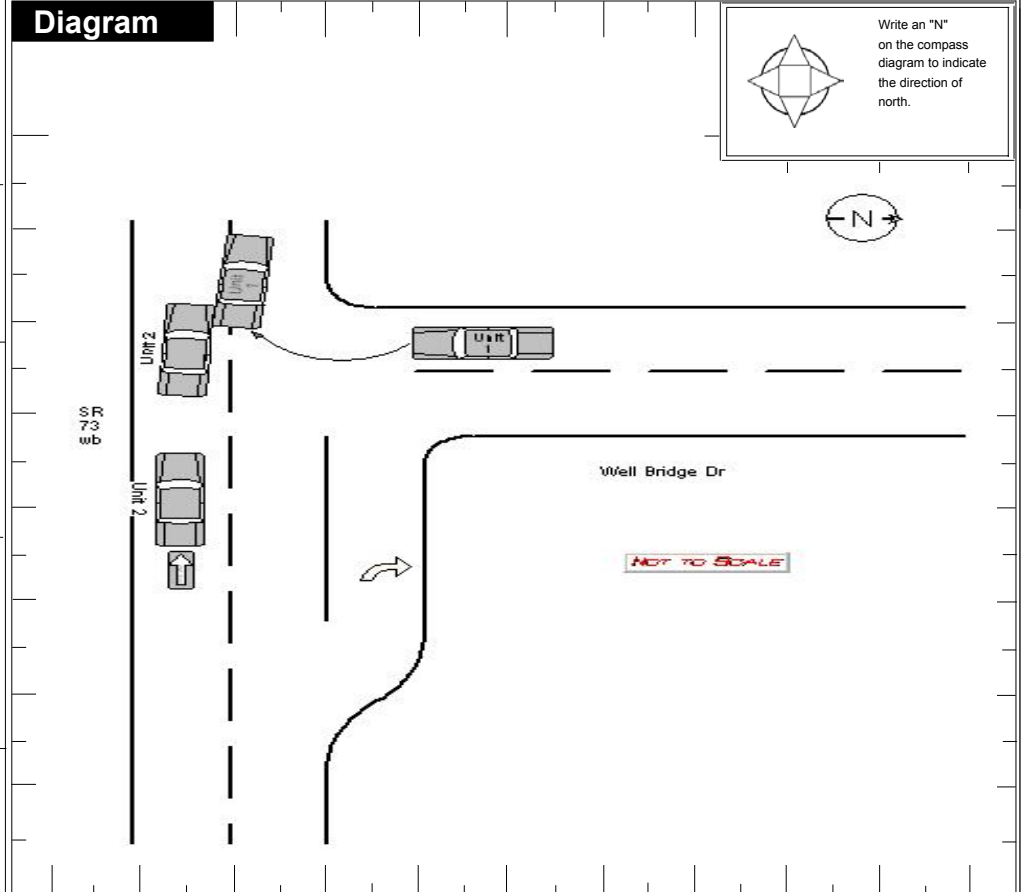 Diagram
Write an "N"
on the compass
diagram to indicate
the direction of
north.
N
Unit
1
Unit
1
Unit 2
SR
73
wb
Unit 2
Well Bridge Dr
NOT TO SCALE